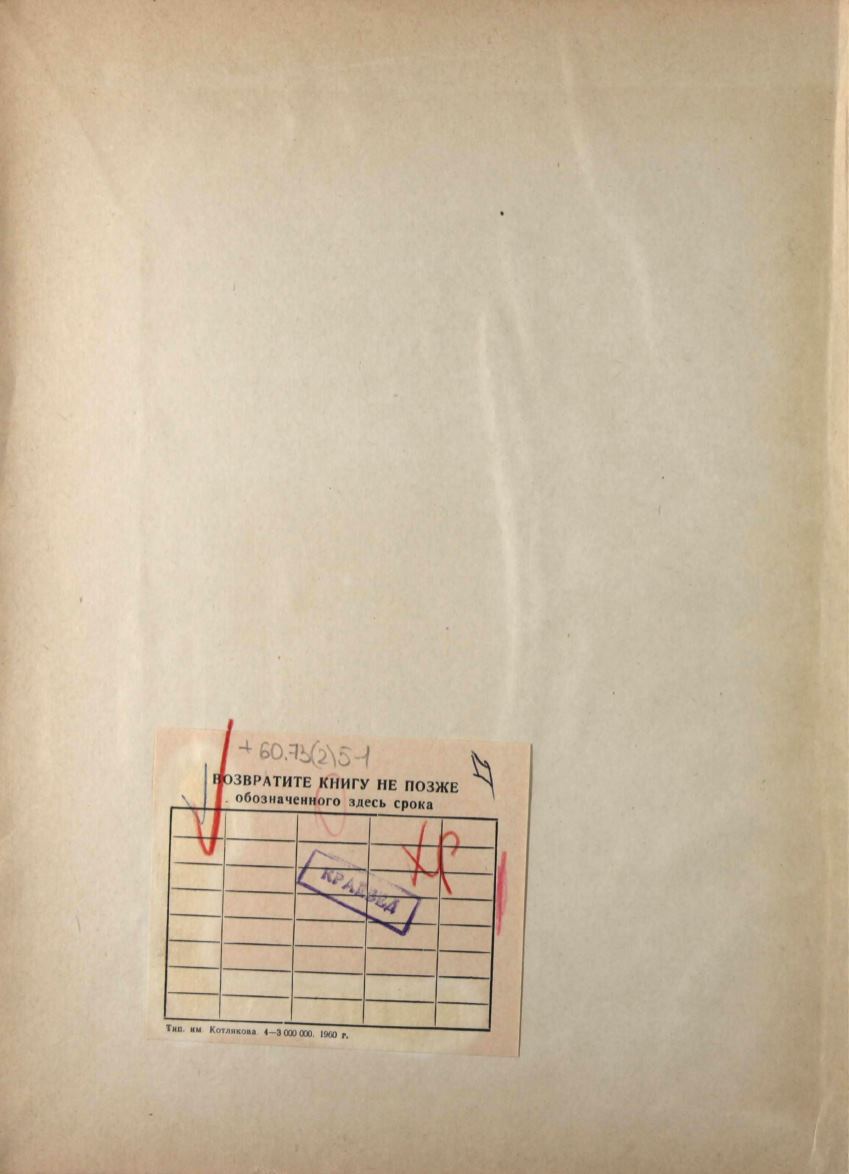 + 60.73(2)5-1
ВОЗВРАТИТЕ КНИГУ НЕ ПОЗЖЕ
обозначенного здесь срока
КРАЕВЕД
Тип. им. Котлякова. 4—3 000 000. 1960 г.